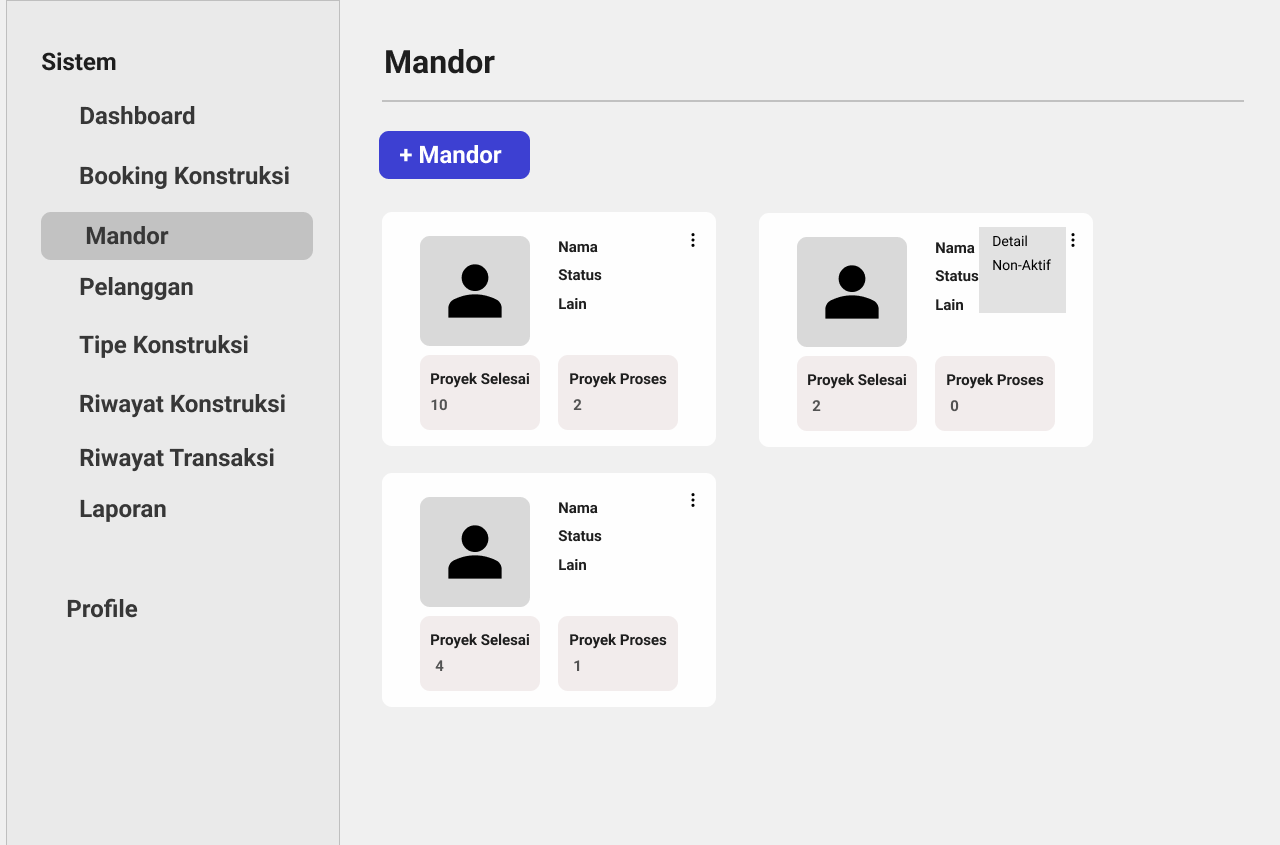 Sistem
Dashboard
Booking Konstruksi
Mandor
Pelanggan
Tipe Konstruksi
Riwayat Konstruksi
Riwayat Transaksi
Laporan
Profile
Mandor
+ Mandor
Nama
Status
Lain
Proyek Selesai
10
Proyek Proses
2
Nama
Status
Lain
Detail
Non-Aktif
Proyek Selesai
2
Proyek Proses
0
Nama
Status
Lain
Proyek Selesai
4
Proyek Proses
1